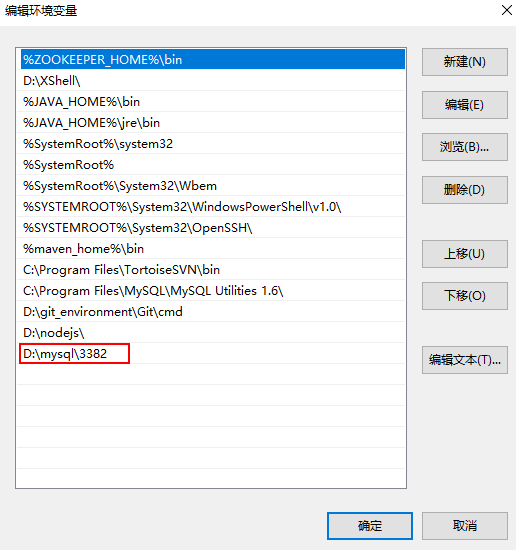 编辑环境变量
%ZOOKEEPER_HOME%\bin
D:\XShell\
%JAVA_HOME%\bin
%JAVA_HOME%\jre\bin
%SystemRoot%\system32
%SystemRoot%
%SystemRoot%\System32\Wbem
%SYSTEMROOT%\System32\WindowsPowerShell\v1.0\
%SYSTEMROOT%\System32\OpenSSH\
%maven_home%\bin
C:\Program Files\TortoiseSVN\bin
C:\Program Files\MySQL\MySQL Utilities 1.6\
D:\git_environment\Git\cmd
D:\nodejs\
D:\mysql\3382
新建(N)
编辑(E)
浏览(B)...
删除(D)
上移(U)
下移(O)
编辑文本(T)...
确定
取消